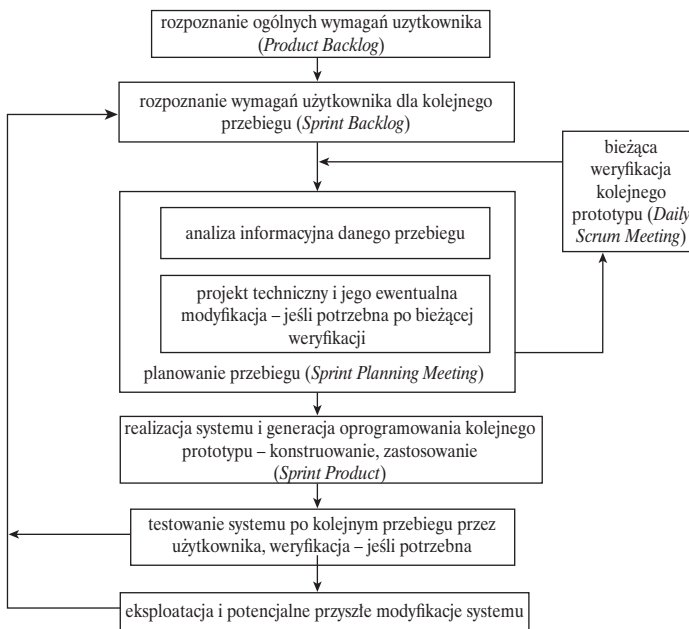 rozpoznanie ogólnych wymagań uzytkownika
(Product Backlog)
rozpoznanie wymagań użytkownika dla kolejnego
przebiegu (Sprint Backlog)
bieżąca
weryfikacja
kolejnego
prototypu (Daily
Scrum Meeting)
analiza informacyjna danego przebiegu
projekt techniczny i jego ewentualna
modyfikacja – jeśli potrzebna po bieżącej
weryfikacji
planowanie przebiegu (Sprint Planning Meeting)
realizacja systemu i generacja oprogramowania kolejnego
prototypu – konstruowanie, zastosowanie
(Sprint Product)
testowanie systemu po kolejnym przebiegu przez
użytkownika, weryfikacja – jeśli potrzebna
eksploatacja i potencjalne przyszłe modyfikacje systemu